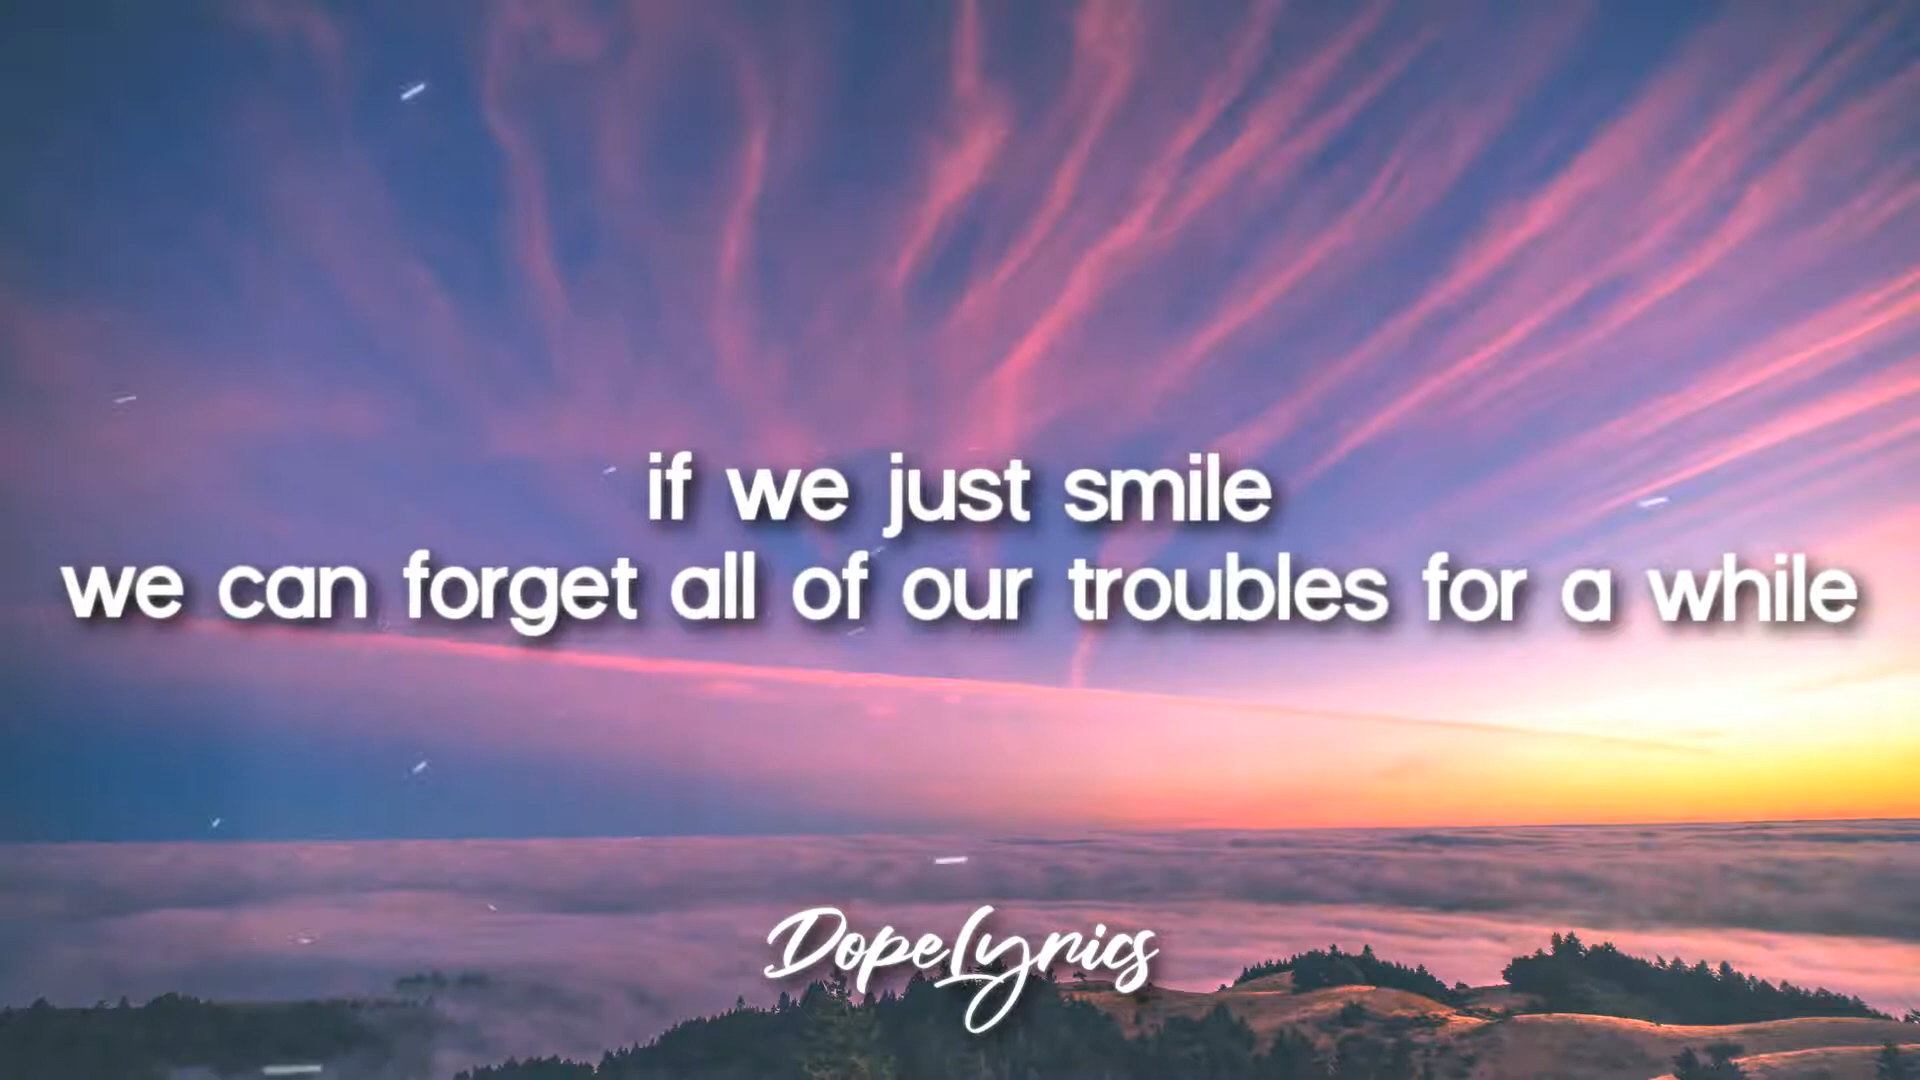 if we just smile
we can forget all of our troubles for a while
DopeLyrics